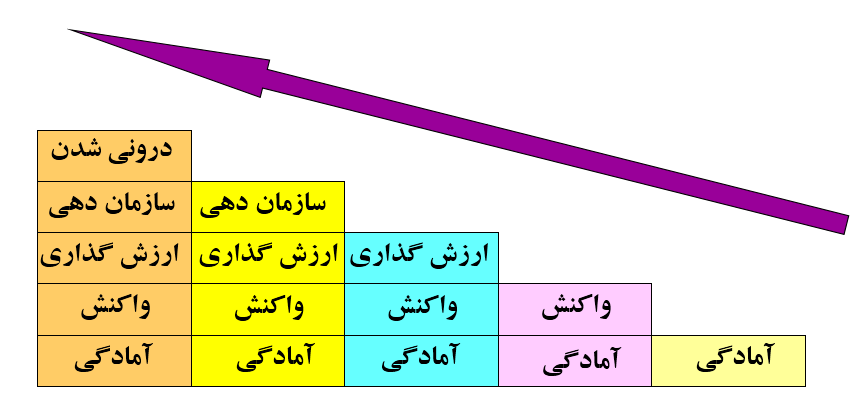 درونی شدن
سازمان دهی سازمان دهی
ارزش گذاری ارزش گذاری ارزش گذاری
واکنش واکنش واکنش واکنش
آمادگی آمادگی آمادگی آمادگی آمادگی